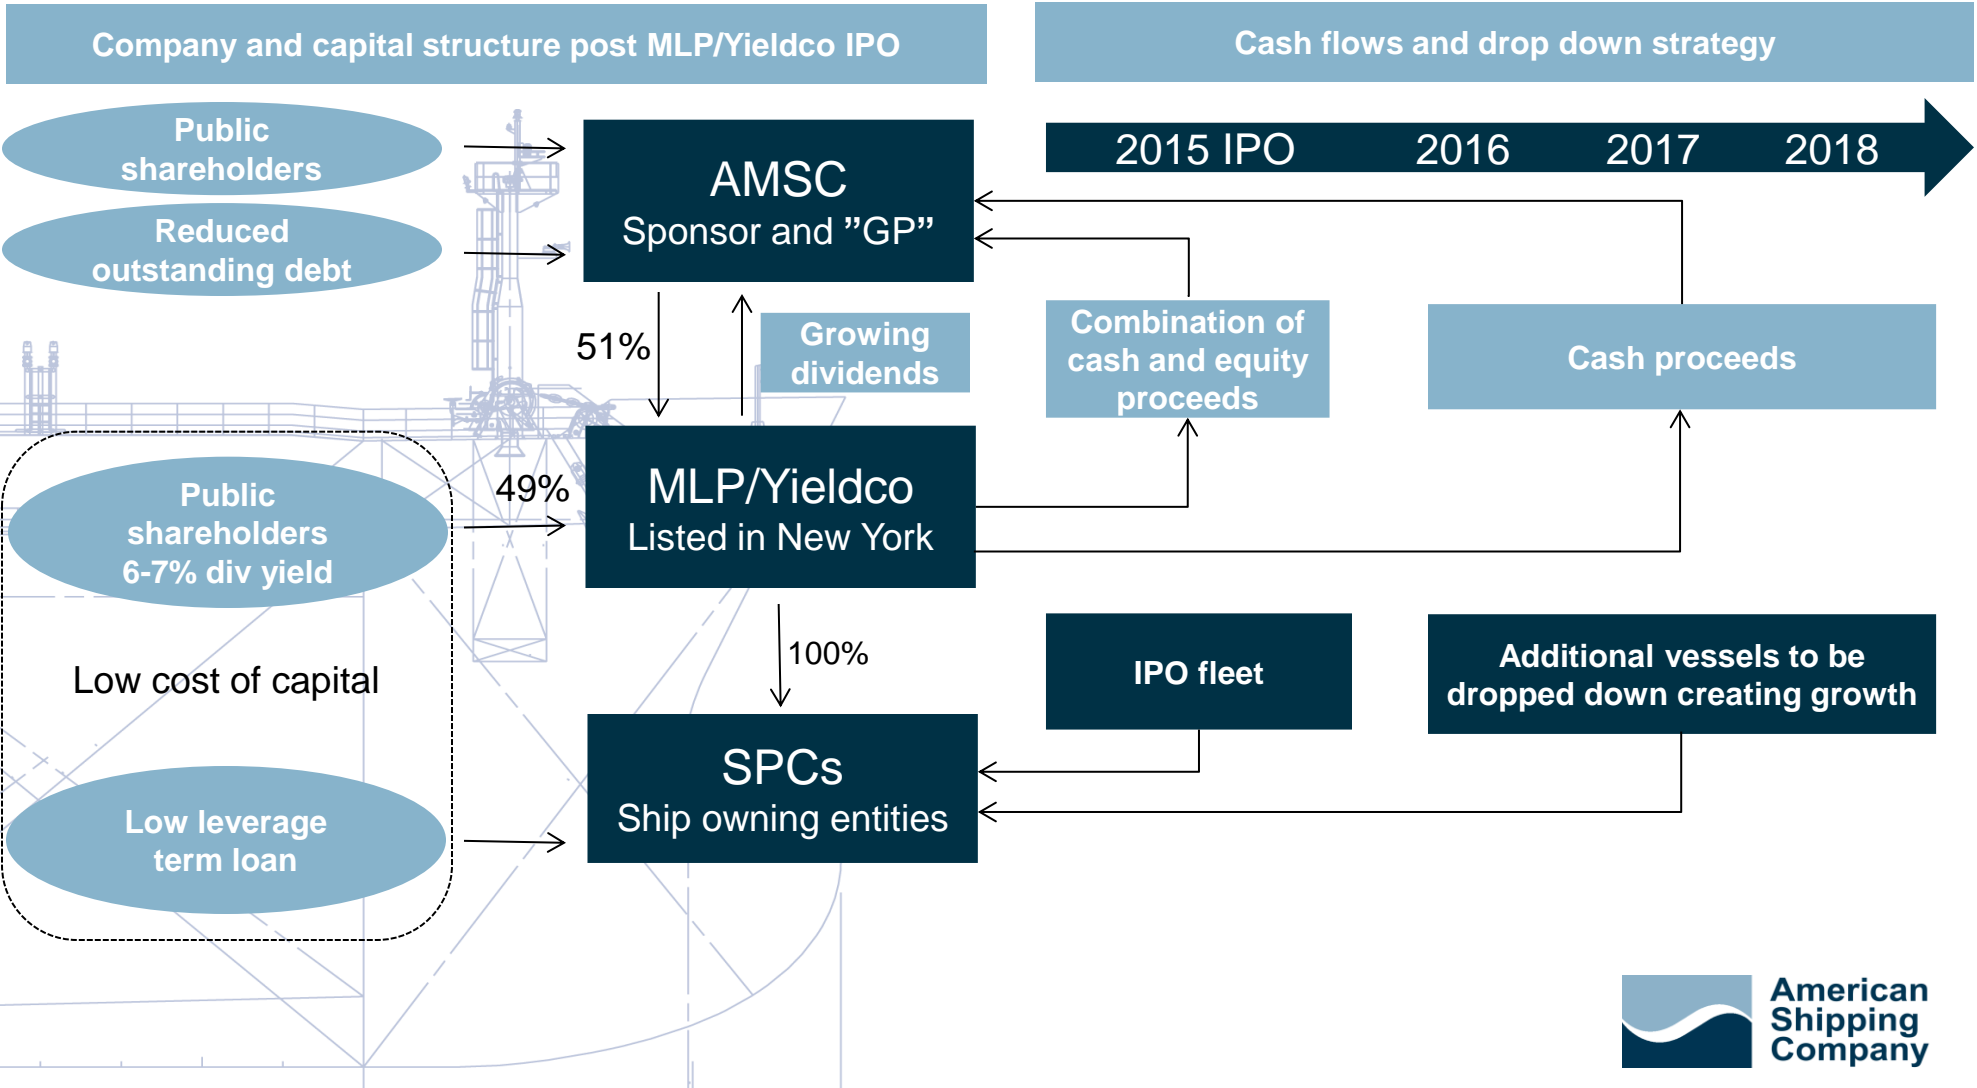 Company and capital structure post MLP/Yieldco IPO
Public
shareholders
Reduced
outstanding debt
AMSC
Sponsor and ”GP”
51%
Growing
dividends
Public
shareholders
6-7% div yield
49%
MLP/Yieldco
Listed in New York
Low cost of capital
100%
Low leverage
term loan
SPCs
Ship owning entities
Cash flows and drop down strategy
2015 IPO 2016 2017 2018
Combination of
cash and equity
proceeds
Cash proceeds
IPO fleet
Additional vessels to be
dropped down creating growth
American
Shipping
Company